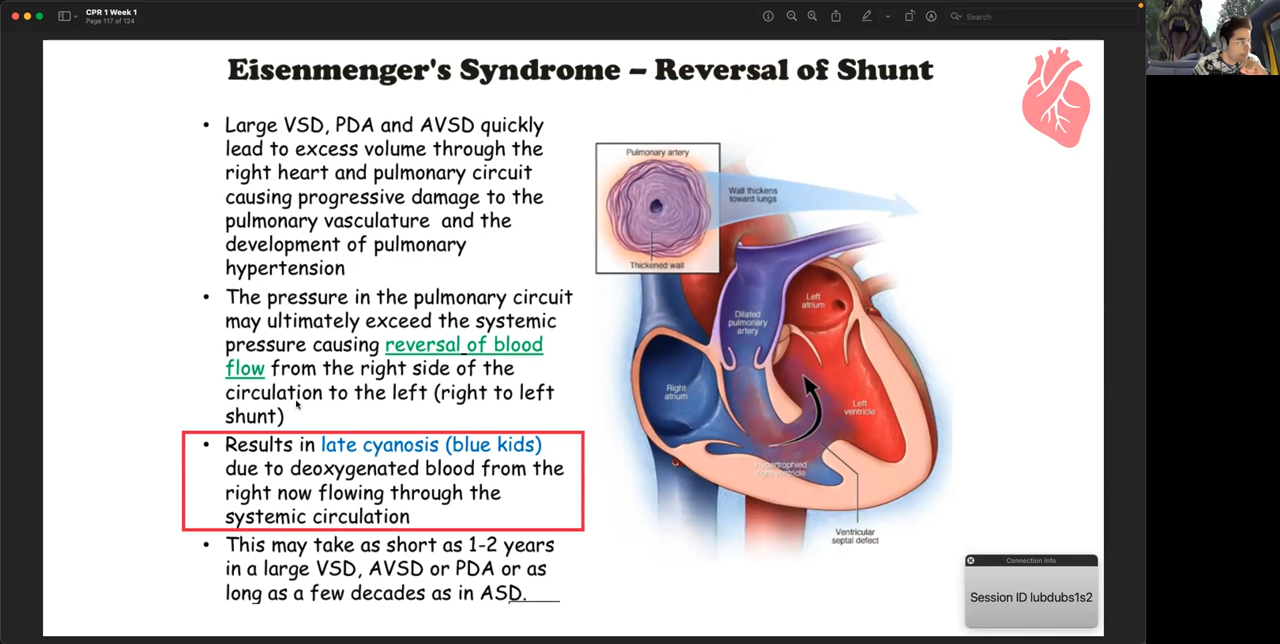 CPR 1 Week 1
Page 117 of 124
Search
Eisenmenger's Syndrome – Reversal of Shunt
• Large VSD, PDA and AVSD quickly
lead to excess volume through the
right heart and pulmonary circuit
causing progressive damage to the
pulmonary vasculature and the
development of pulmonary
hypertension
• The pressure in the pulmonary circuit
may ultimately exceed the systemic
pressure causing reversal of blood
flow from the right side of the
circulation to the left (right to left
shunt)
• Results in late cyanosis (blue kids)
due to deoxygenated blood from the
right now flowing through the
systemic circulation
• This may take as short as 1-2 years
in a large VSD, AVSD or PDA or as
long as a few decades as in ASD.
Pulmonary artery
Thickened wall
Wall thickens
toward lungs
Dilated
pulmonary
artery
Left
atrium
Right
atrium
Left
ventricle
Hypertrophied
right ventricle
Ventricular
septal defect
Connection Info
Session ID lubdubs1s2